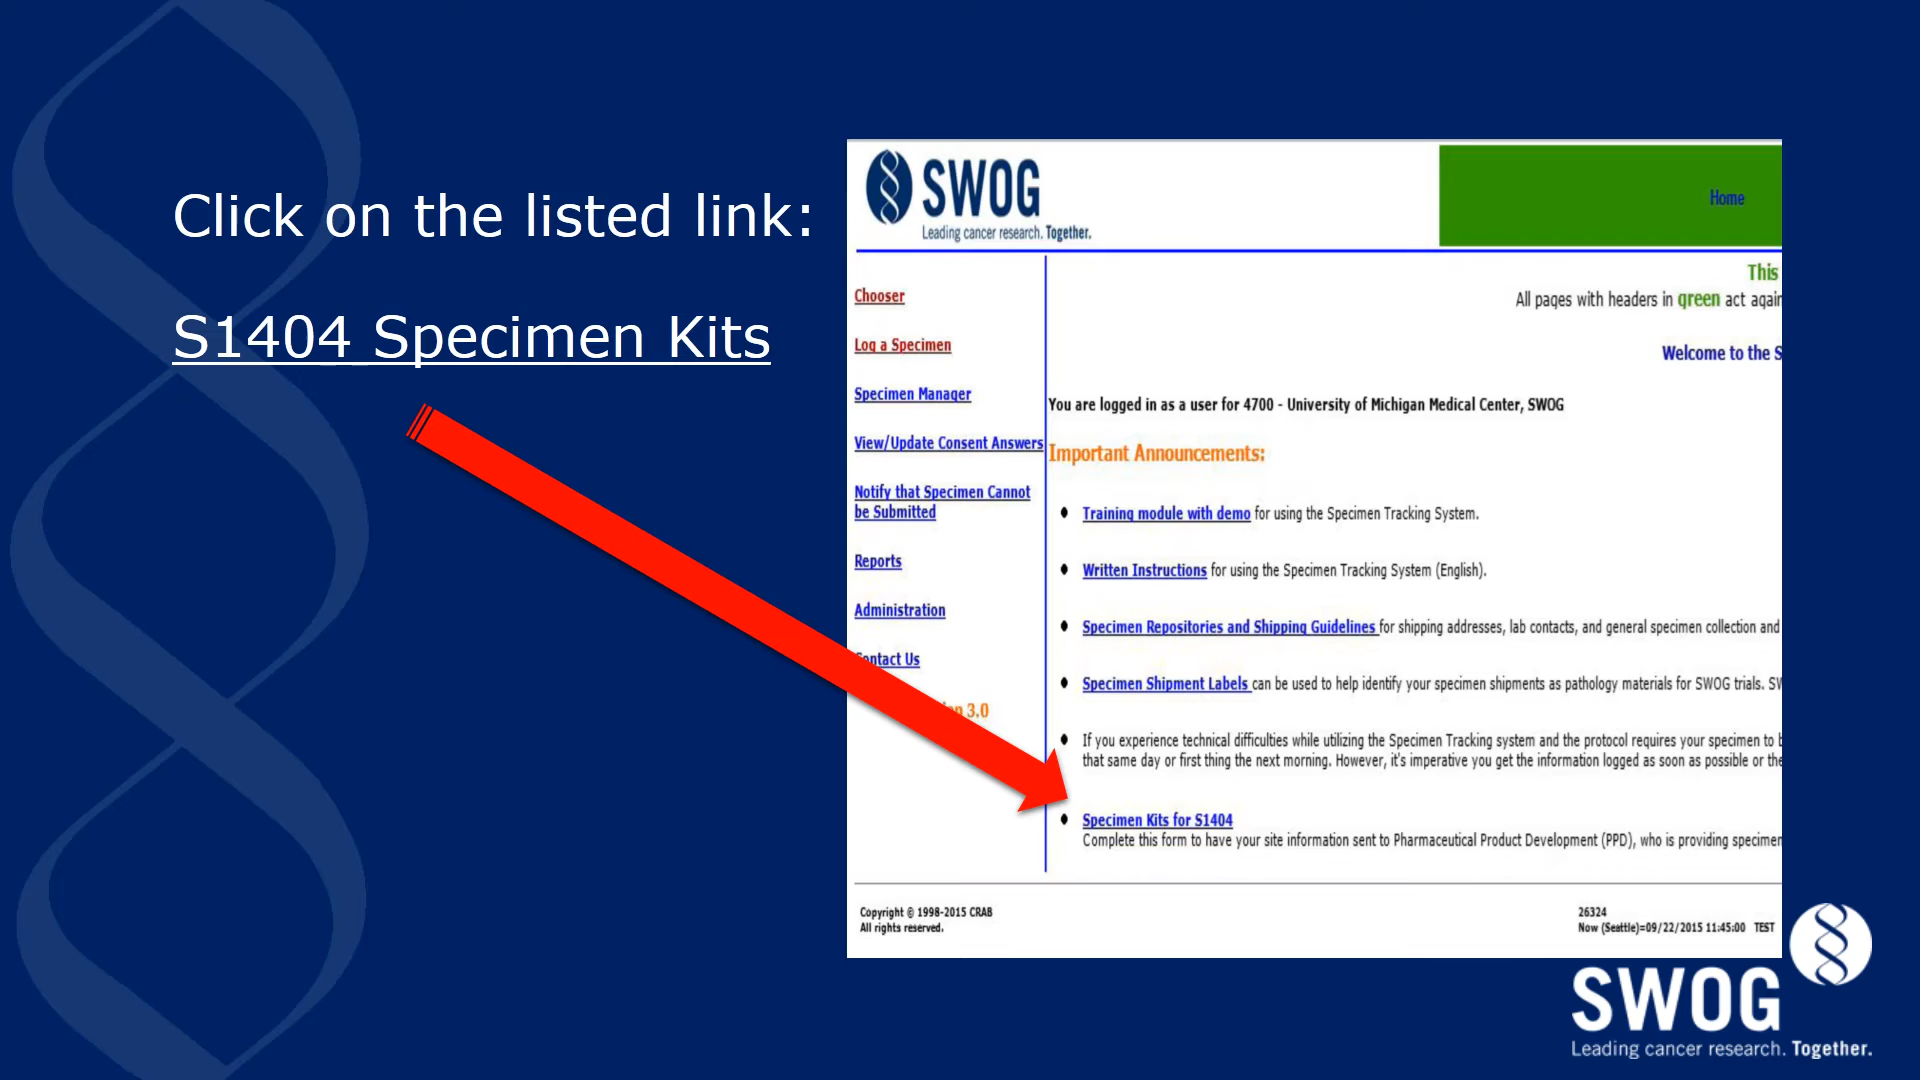 Click on the listed link:
S1404 Specimen Kits
SWOG
Leading cancer research. Together.
Home
Chooser
Log a Specimen
Specimen Manager
View/Update Consent Answers
Notify that Specimen Cannot
be Submitted
Reports
Administration
Contact Us
3.0
This
All pages with headers in green act again
Welcome to the S
You are logged in as a user for 4700 - University of Michigan Medical Center, SWOG
Important Announcements:
Training module with demo for using the Specimen Tracking System.
Written Instructions for using the Specimen Tracking System (English).
Specimen Repositories and Shipping Guidelines for shipping addresses, lab contacts, and general specimen collection and
Specimen Shipment Labels can be used to help identify your specimen shipments as pathology materials for SWOG trials. SW
If you experience technical difficulties while utilizing the Specimen Tracking system and the protocol requires your specimen to b
that same day or first thing the next morning. However, it's imperative you get the information logged as soon as possible or the
Specimen Kits for S1404
Complete this form to have your site information sent to Pharmaceutical Product Development (PPD), who is providing specimen
Copyright © 1998-2015 CRAB
All rights reserved.
26324
Now (Seattle)=09/22/2015 11:45:00 TEST
SWOG
Leading cancer research. Together.